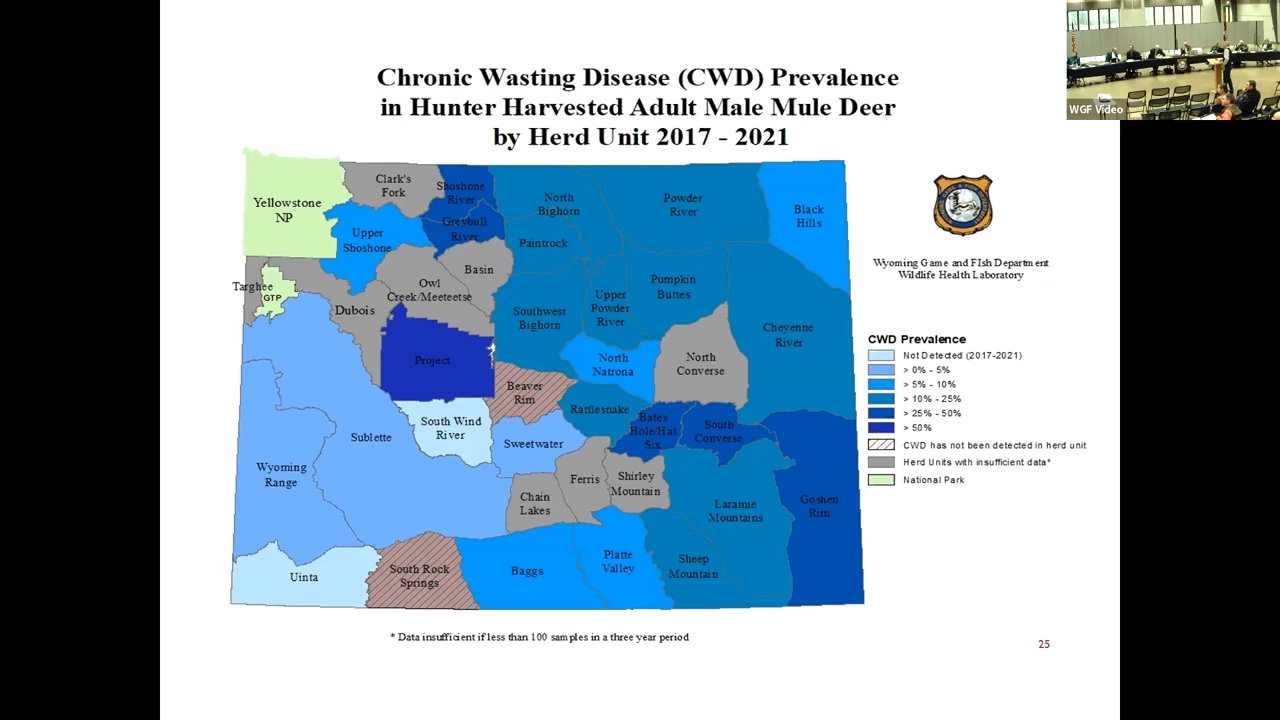 Chronic Wasting Disease (CWD) Prevalence
in Hunter Harvested Adult Male Mule Deer
by Herd Unit 2017 - 2021
WGF Video
Yellowstone
NP
Clark's
Fork
Shoshone
River
North
Bighorn
Powder
River
Black
Hills
Upper
Shoshone
Greybull
River
Paintrock
Targhee
GTP
Dubois
Owl
Creek/Meeteetse
Basin
Southwest
Bighorn
Upper
Powder
River
Pumpkin
Buttes
Cheyenne
River
Project
North
Natrona
North
Converse
Beaver
Rim
Rattlesnake
Bates
Hole/Hat
Six
South
Converse
South Wind
River
Sublette
Sweetwater
Wyoming
Range
Chain
Lakes
Ferris
Shirley
Mountain
Laramie
Mountains
Goshen
Rim
Uinta
South Rock
Springs
Baggs
Platte
Valley
Sheep
Mountain
Wyoming Game and FIsh Department
Wildlife Health Laboratory
CWD Prevalence
Not Detected (2017-2021)
> 0% - 5%
> 5% - 10%
> 10% - 25%
> 25% - 50%
> 50%
CWD has not been detected in herd unit
Herd Units with insufficient data*
National Park
* Data insufficient if less than 100 samples in a three year period
25